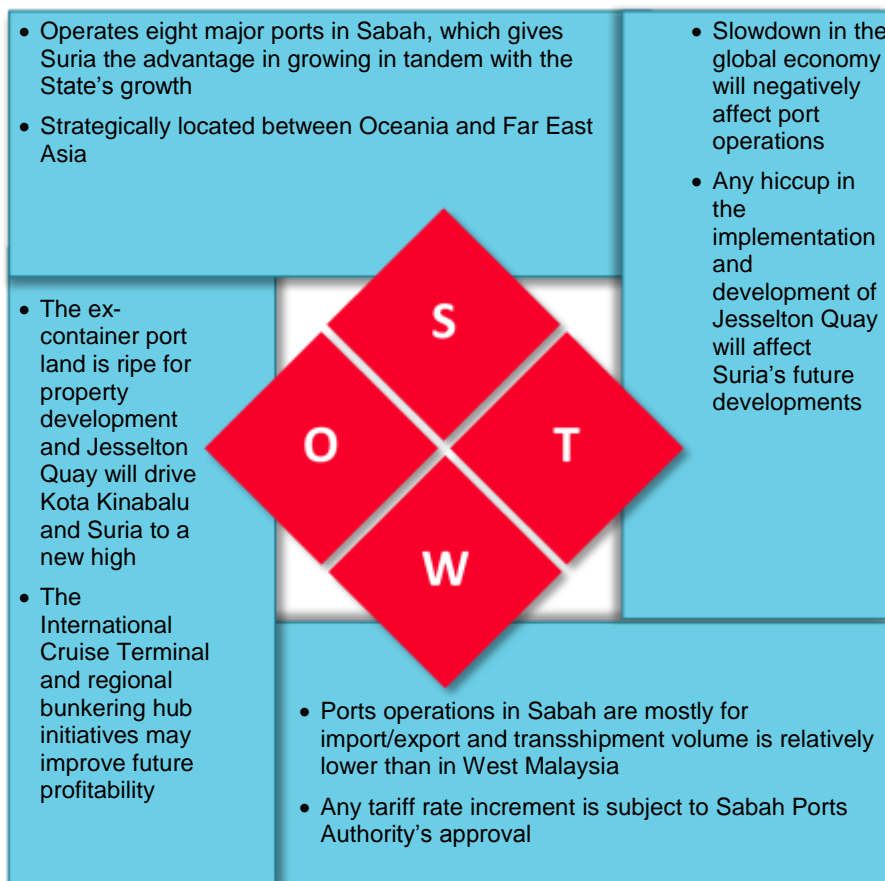 • Operates eight major ports in Sabah, which gives
Suria the advantage in growing in tandem with the
State's growth
• Strategically located between Oceania and Far East
Asia
• Slowdown in the
global economy
will negatively
affect port
operations
• Any hiccup in
the
implementation
and
development of
Jesselton Quay
will affect
Suria's future
developments
• The ex-
container port
land is ripe for
property
development
and Jesselton
Quay will drive
Kota Kinabalu
and Suria to a
new high
• The
International
Cruise Terminal
and regional
bunkering hub
initiatives may
improve future
profitability
S
O
T
W
• Ports operations in Sabah are mostly for
import/export and transshipment volume is relatively
lower than in West Malaysia
• Any tariff rate increment is subject to Sabah Ports
Authority's approval